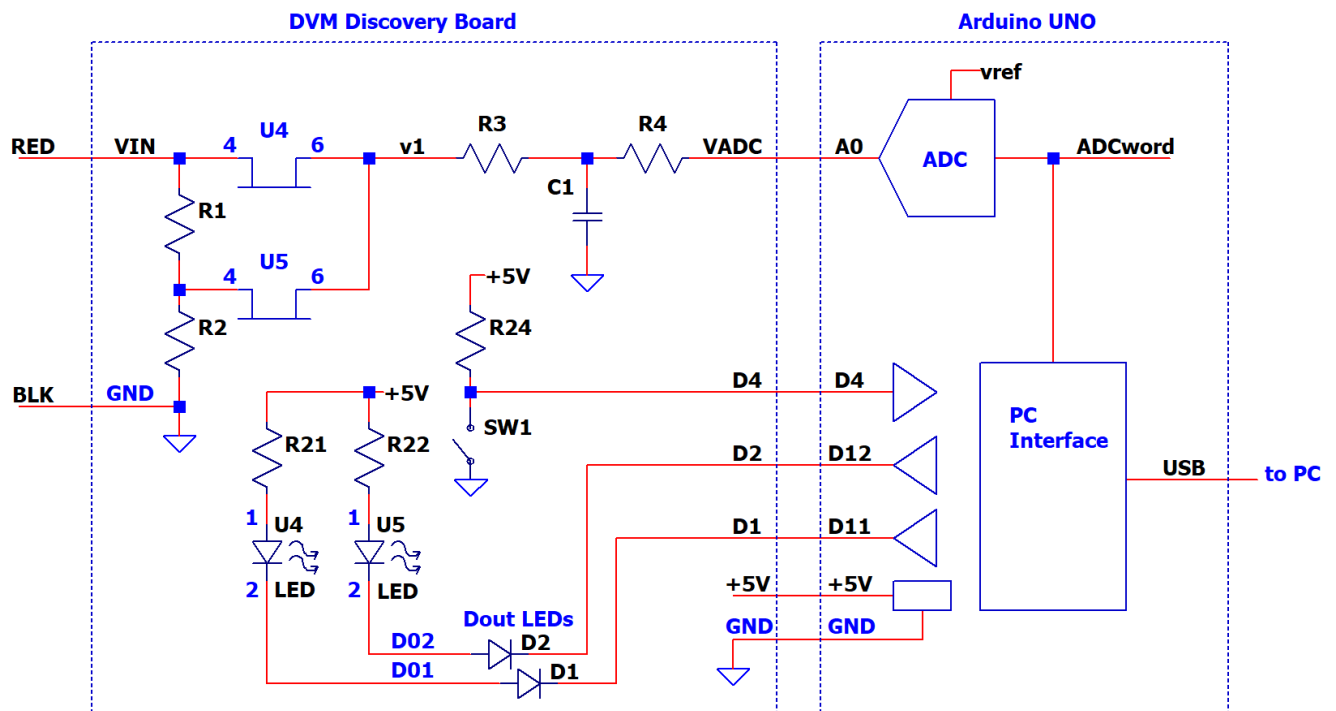 DVM Discovery Board
Arduino UNO
vref
RED
VIN
4
U4
6
v1
R3
R4
VADC
A0
ADC
ADCword
C1
R1
4
U5
6
+5V
R2
R24
BLK
GND
+5V
D4
D4
R21
R22
SW1
PC
Interface
D2
D12
USB
to PC
1
U4
1
U5
D1
D11
2
LED
2
LED
+5V
+5V
Dout LEDs
GND
GND
D02
D2
D01
D1